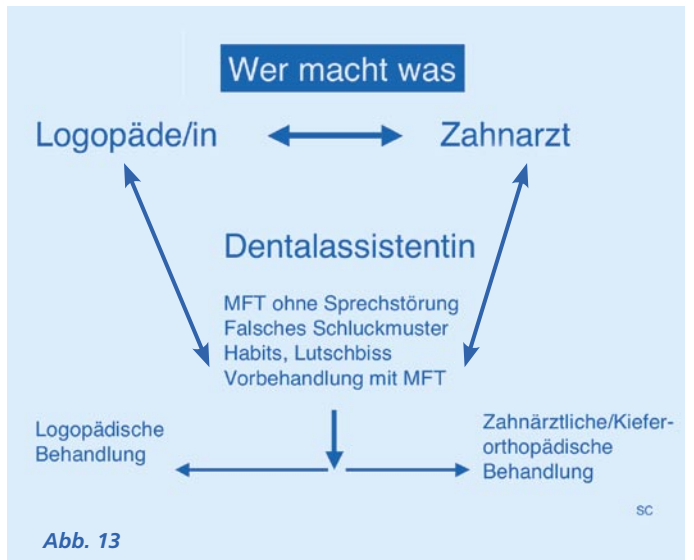 Wer macht was
Logopäde/in
Zahnarzt
Dentalassistentin
MFT ohne Sprechstörung
Falsches Schluckmuster
Habits, Lutschbiss
Vorbehandlung mit MFT
Logopädische
Behandlung
Zahnärztliche/Kiefer-
orthopädische
Behandlung
SC
Abb. 13